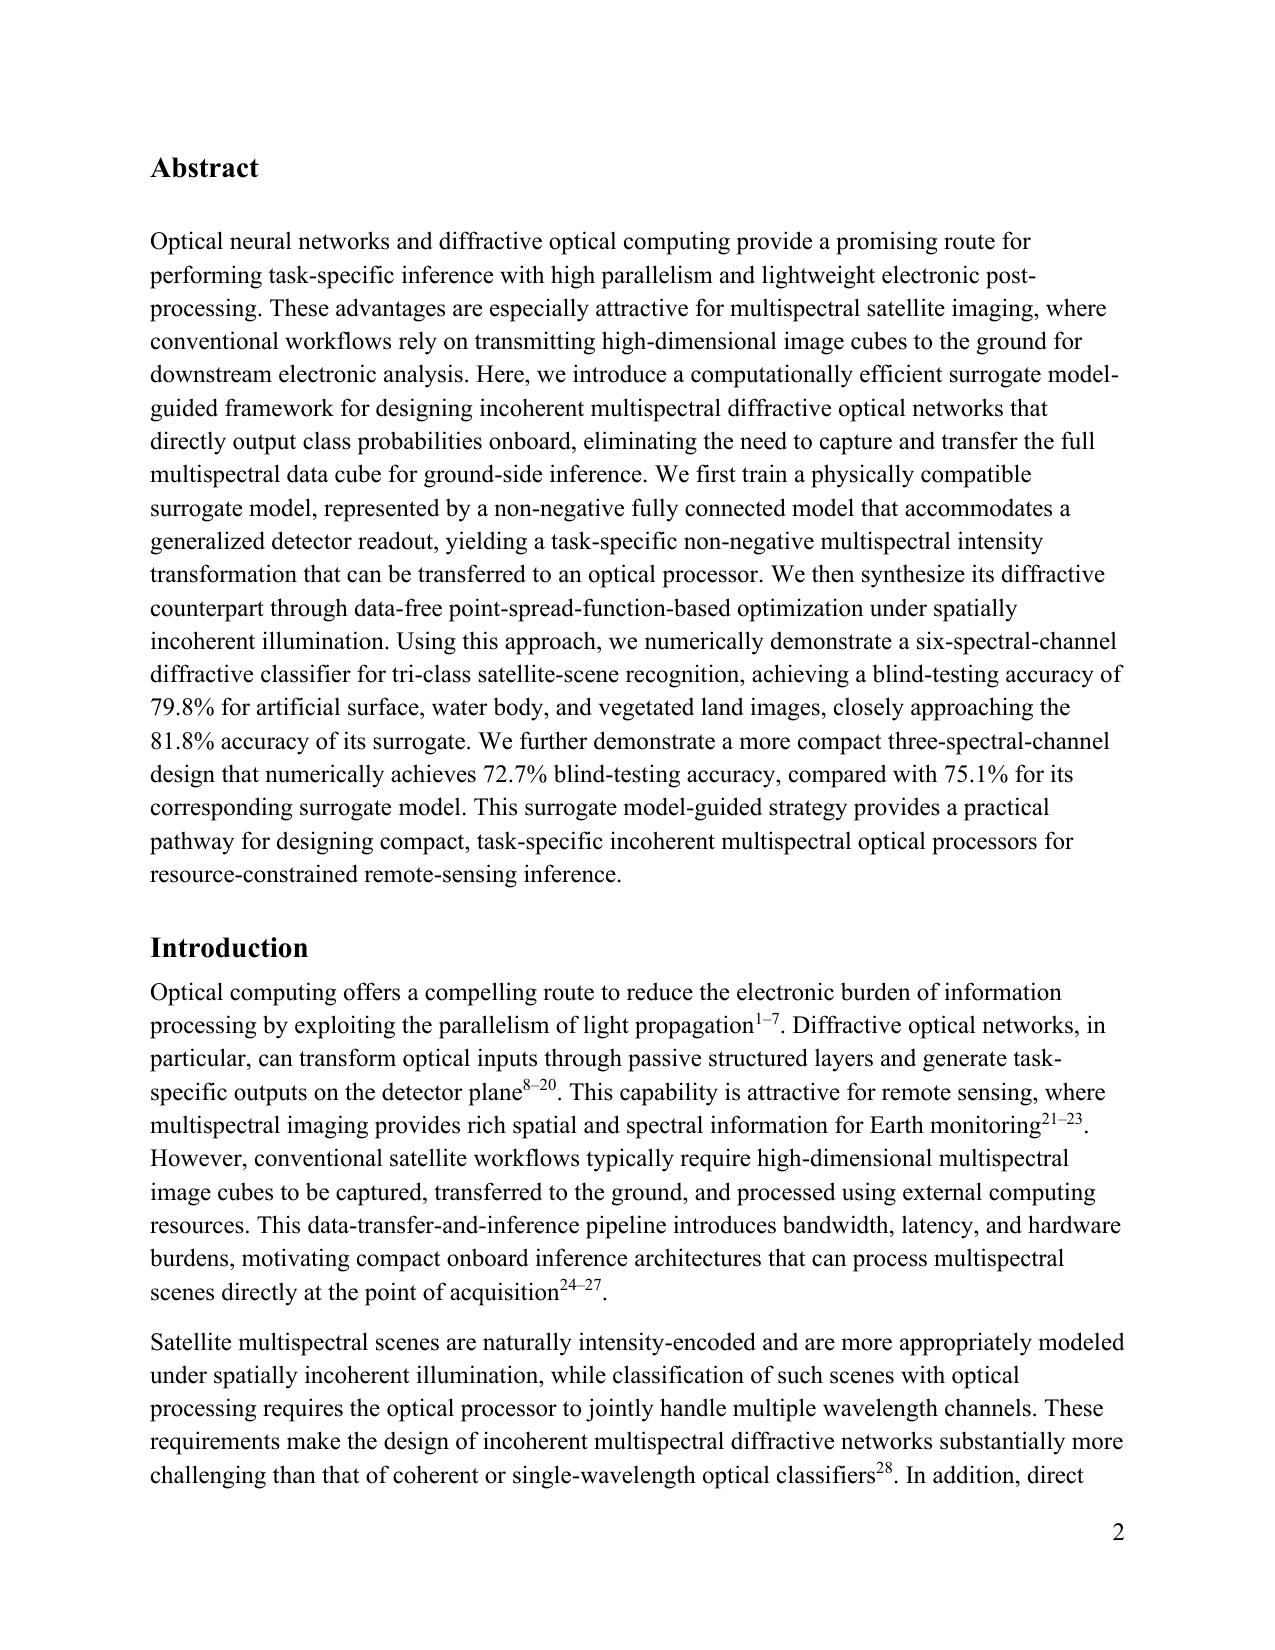 Abstract
Optical neural networks and diffractive optical computing provide a promising route for
performing task-specific inference with high parallelism and lightweight electronic post-
processing. These advantages are especially attractive for multispectral satellite imaging, where
conventional workflows rely on transmitting high-dimensional image cubes to the ground for
downstream electronic analysis. Here, we introduce a computationally efficient surrogate model-
guided framework for designing incoherent multispectral diffractive optical networks that
directly output class probabilities onboard, eliminating the need to capture and transfer the full
multispectral data cube for ground-side inference. We first train a physically compatible
surrogate model, represented by a non-negative fully connected model that accommodates a
generalized detector readout, yielding a task-specific non-negative multispectral intensity
transformation that can be transferred to an optical processor. We then synthesize its diffractive
counterpart through data-free point-spread-function-based optimization under spatially
incoherent illumination. Using this approach, we numerically demonstrate a six-spectral-channel
diffractive classifier for tri-class satellite-scene recognition, achieving a blind-testing accuracy of
79.8% for artificial surface, water body, and vegetated land images, closely approaching the
81.8% accuracy of its surrogate. We further demonstrate a more compact three-spectral-channel
design that numerically achieves 72.7% blind-testing accuracy, compared with 75.1% for its
corresponding surrogate model. This surrogate model-guided strategy provides a practical
pathway for designing compact, task-specific incoherent multispectral optical processors for
resource-constrained remote-sensing inference.
Introduction
Optical computing offers a compelling route to reduce the electronic burden of information
processing by exploiting the parallelism of light propagation1–7. Diffractive optical networks, in
particular, can transform optical inputs through passive structured layers and generate task-
specific outputs on the detector plane8–20. This capability is attractive for remote sensing, where
multispectral imaging provides rich spatial and spectral information for Earth monitoring21–23.
However, conventional satellite workflows typically require high-dimensional multispectral
image cubes to be captured, transferred to the ground, and processed using external computing
resources. This data-transfer-and-inference pipeline introduces bandwidth, latency, and hardware
burdens, motivating compact onboard inference architectures that can process multispectral
scenes directly at the point of acquisition24–27.
Satellite multispectral scenes are naturally intensity-encoded and are more appropriately modeled
under spatially incoherent illumination, while classification of such scenes with optical
processing requires the optical processor to jointly handle multiple wavelength channels. These
requirements make the design of incoherent multispectral diffractive networks substantially more
challenging than that of coherent or single-wavelength optical classifiers28. In addition, direct
2